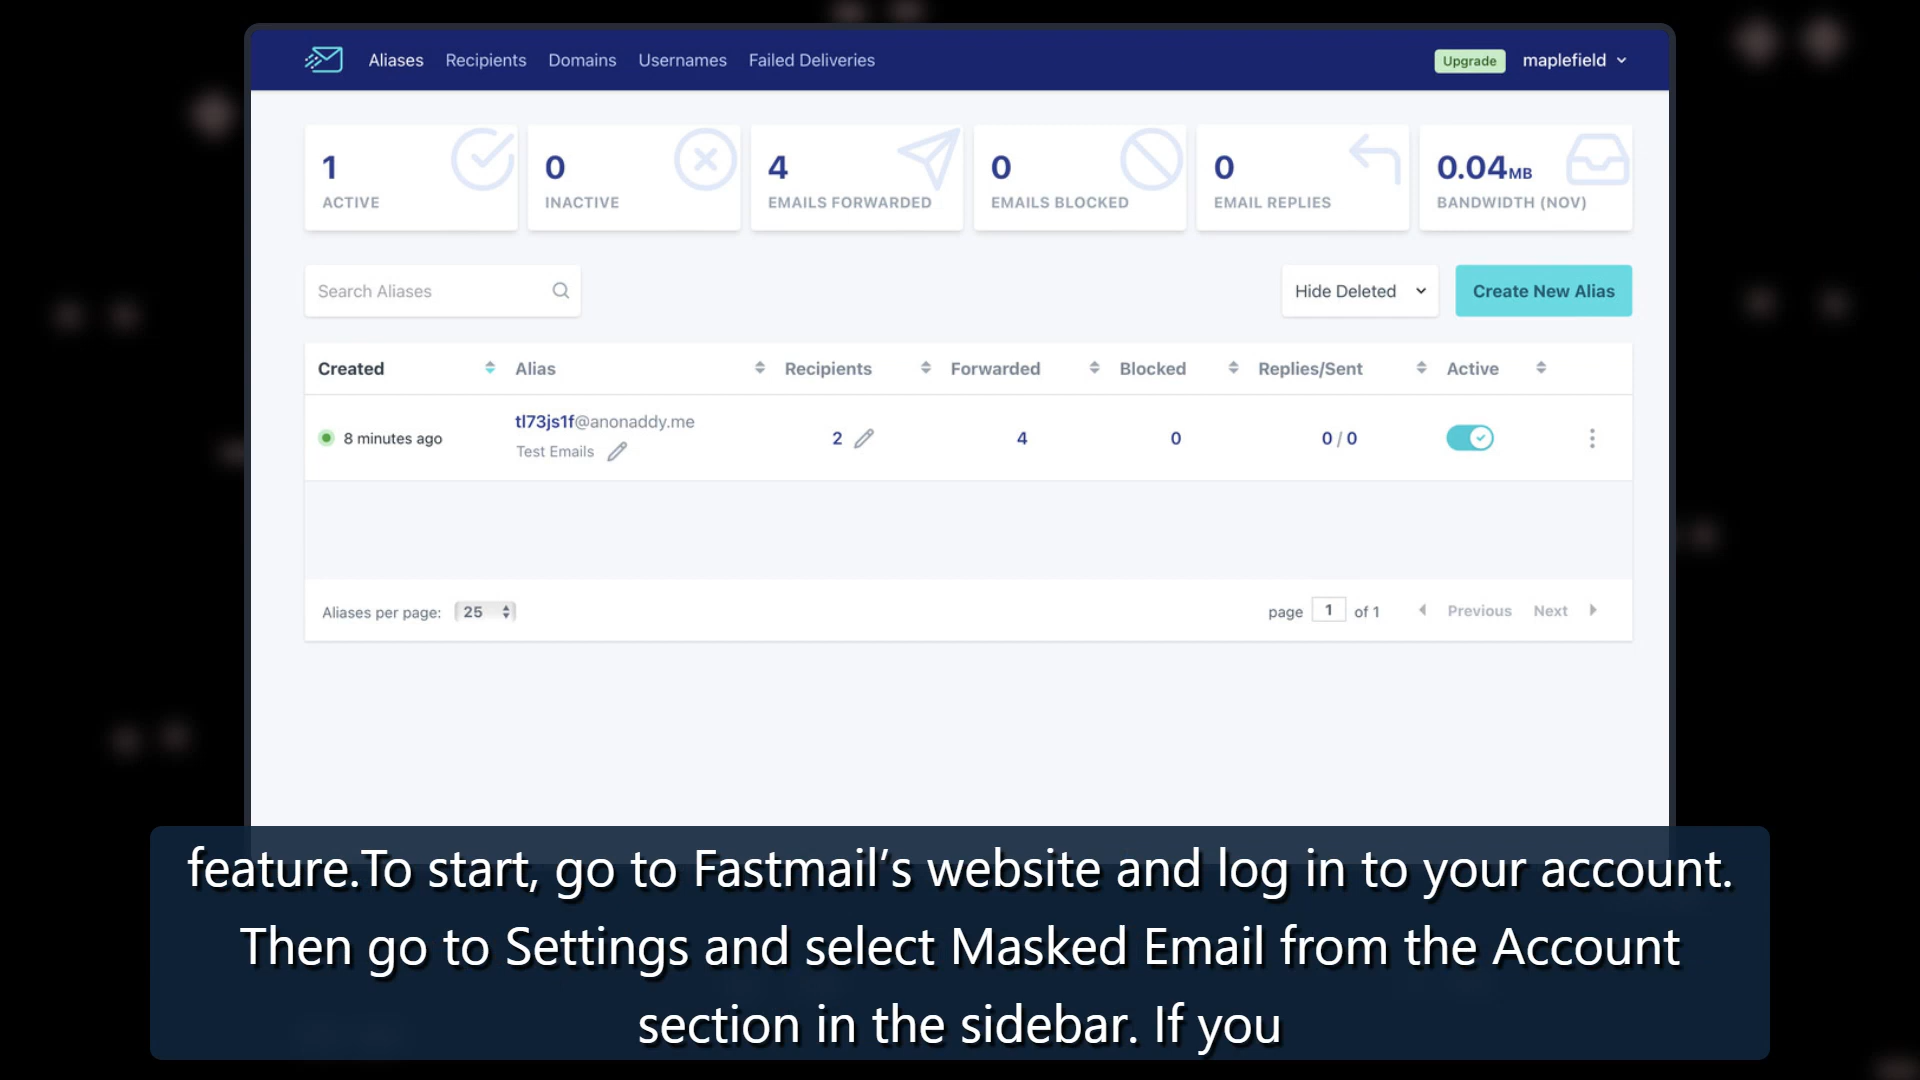 Aliases Recipients Domains Usernames Failed Deliveries Upgrade maplefield
1 0 4 0 0 0.04MB
ACTIVE INACTIVE EMAILS FORWARDED EMAILS BLOCKED EMAIL REPLIES BANDWIDTH (NOV)
Search Aliases Hide Deleted Create New Alias
Created Alias Recipients Forwarded Blocked Replies/Sent Active
8 minutes ago tl73js1f@anonaddy.me 2 4 0 0 / 0
Test Emails
Aliases per page: 25 page 1 of 1 Previous Next
feature.To start, go to Fastmail’s website and log in to your account.
Then go to Settings and select Masked Email from the Account
section in the sidebar. If you